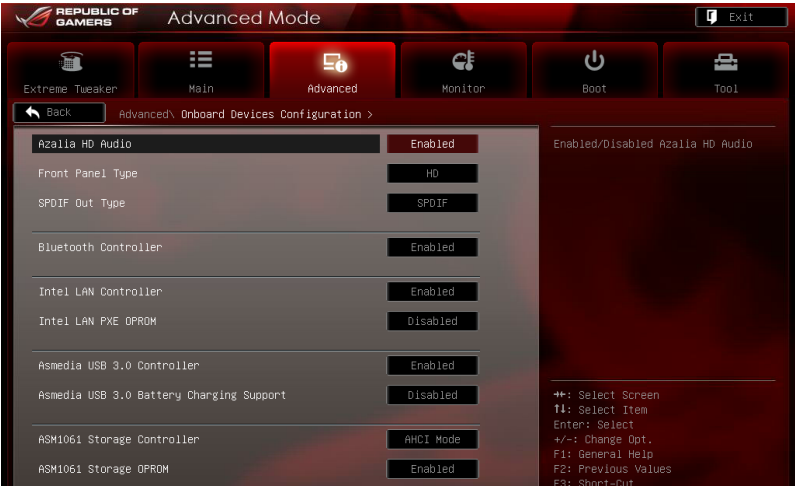 REPUBLIC OF
GAMERS
Advanced Mode
Exit
Extreme Tweaker
Main
Advanced
Monitor
Boot
Tool
Back
Advanced\ Onboard Devices Configuration >
Azalia HD Audio Enabled
Front Panel Type HD
SPDIF Out Type SPDIF
Bluetooth Controller Enabled
Intel LAN Controller Enabled
Intel LAN PXE OPROM Disabled
Asmedia USB 3.0 Controller Enabled
Asmedia USB 3.0 Battery Charging Support Disabled
ASM1061 Storage Controller AHCI Mode
ASM1061 Storage OPROM Enabled
Enabled/Disabled Azalia HD Audio
→←: Select Screen
↑↓: Select Item
Enter: Select
+/-: Change Opt.
F1: General Help
F2: Previous Values
F3: Short-Cut